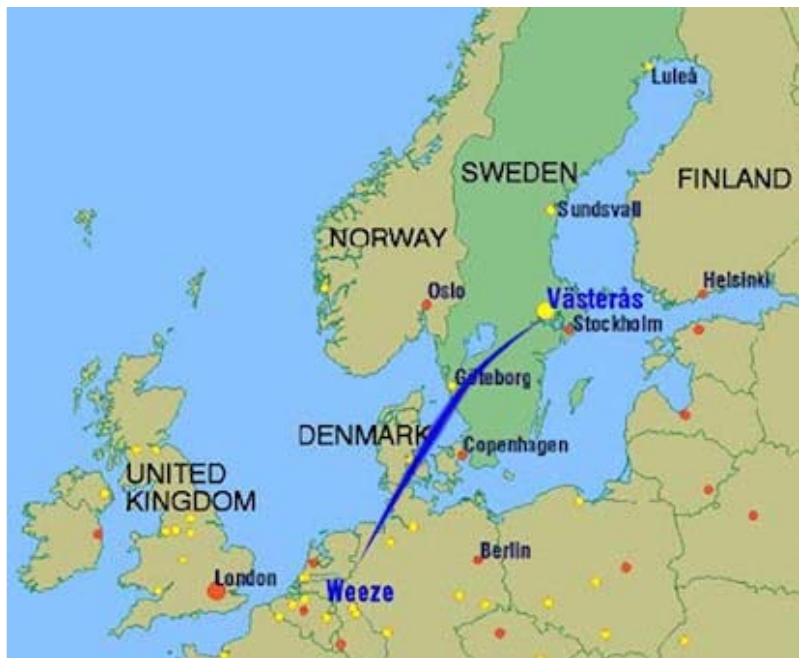 Luleå
SWEDEN
FINLAND
Sundsvall
NORWAY
Helsinki
Oslo
Västerås
Stockholm
Göteborg
DENMARK
Copenhagen
UNITED
KINGDOM
Berlin
London
Weeze